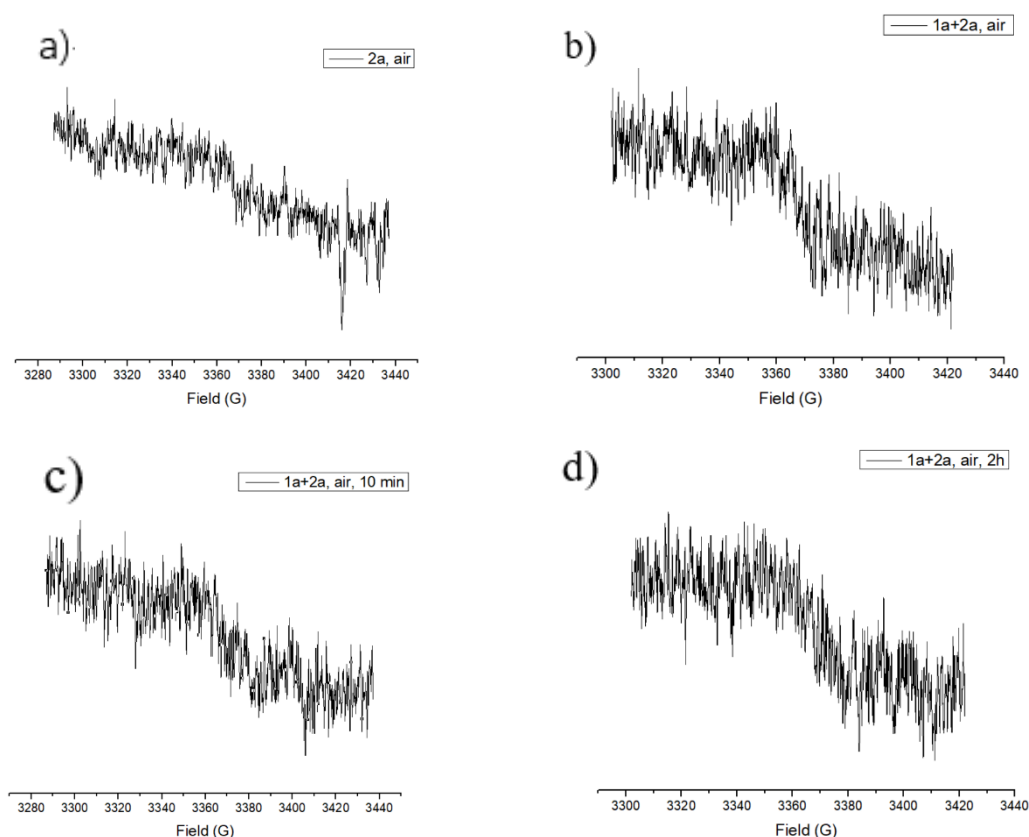 a)
2a, air
3280 3300 3320 3340 3360 3380 3400 3420 3440
Field (G)
b)
1a+2a, air
3300 3320 3340 3360 3380 3400 3420 3440
Field (G)
c)
1a+2a, air, 10 min
3280 3300 3320 3340 3360 3380 3400 3420 3440
Field (G)
d)
1a+2a, air, 2h
3300 3320 3340 3360 3380 3400 3420 3440
Field (G)